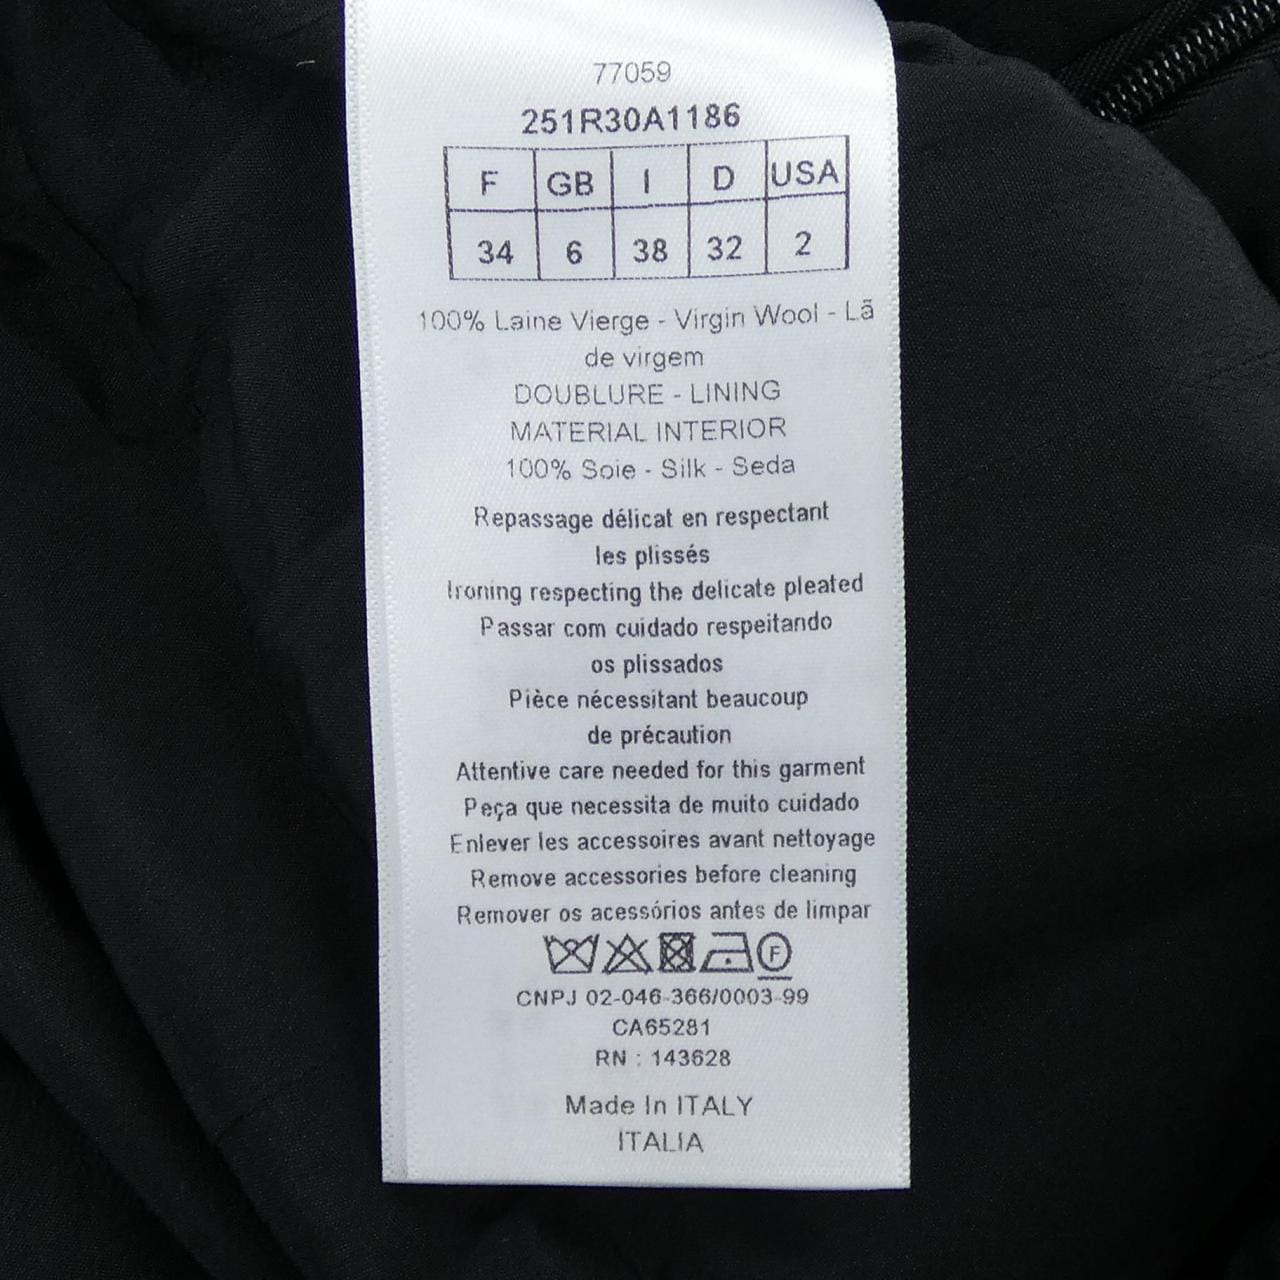 77059
251R30A1186
F GB I D USA
34 6 38 32 2
100% Laine Vierge - Virgin Wool - Lã
de virgem
DOUBLURE - LINING
MATERIAL INTERIOR
100% Soie - Silk - Seda
Repassage délicat en respectant
les plissés
Ironing respecting the delicate pleated
Passar com cuidado respeitando
os plissados
Pièce nécessitant beaucoup
de précaution
Attentive care needed for this garment
Peça que necessita de muito cuidado
Enlever les accessoires avant nettoyage
Remove accessories before cleaning
Remover os acessórios antes de limpar
F
CNPJ 02-046-366/0003-99
CA65281
RN : 143628
Made In ITALY
ITALIA